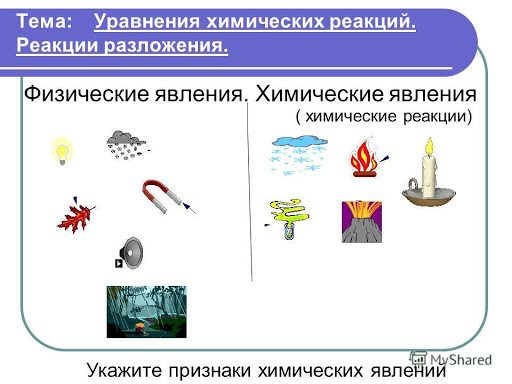 Тема: Уравнения химических реакций.
Реакции разложения.
Физические явления. Химические явления
( химические реакции)
Укажите признаки химических явлений
MyShared